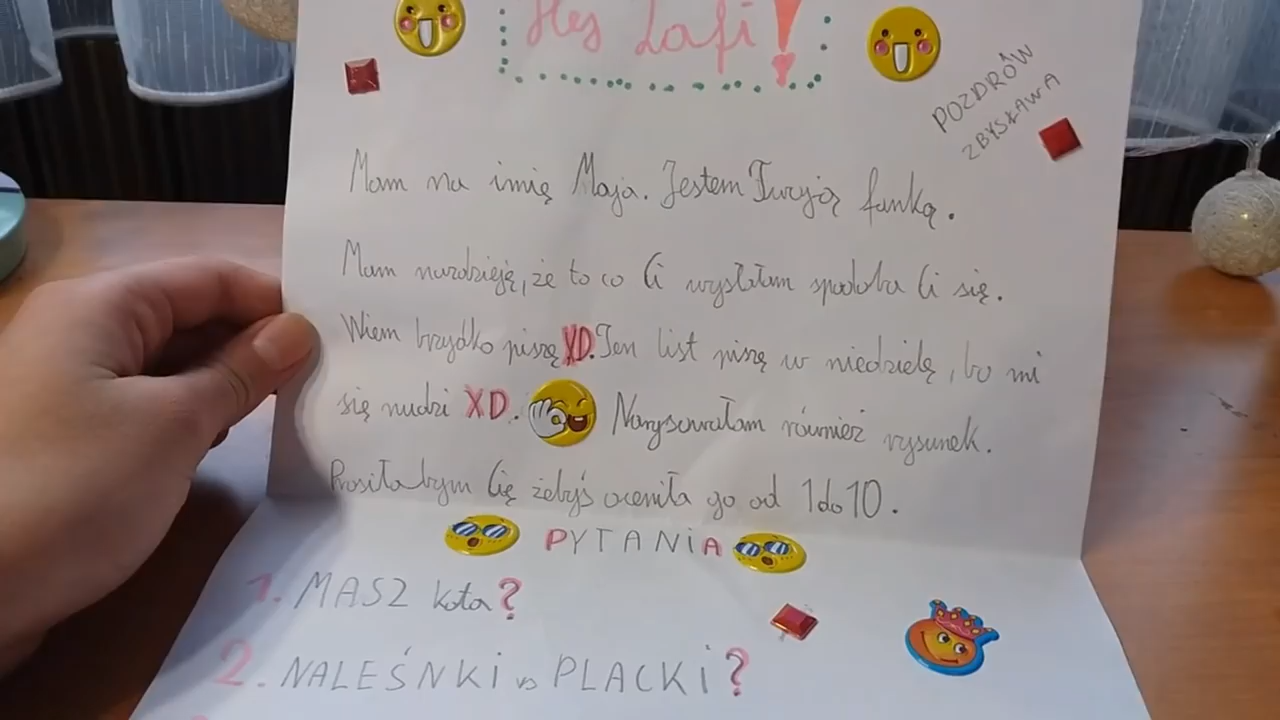 Hej Lafi!
POZDRÓW
ZBYSŁAWA
Mam na imię Maja. Jestem Twoją fanką.
Mam nardzieję, że to co Ci wysłałam spodoba Ci się.
Wiem brzydko piszę XD. Ten list piszę w niedzielę, bo mi
się nudzi XD. Narysowałam również rysunek.
Prosiłabym Cię żebyś oceniła go od 1 do 10.
PYTANiA
1. MASZ kota?
2. NALEŚNKi vs PLACKi?